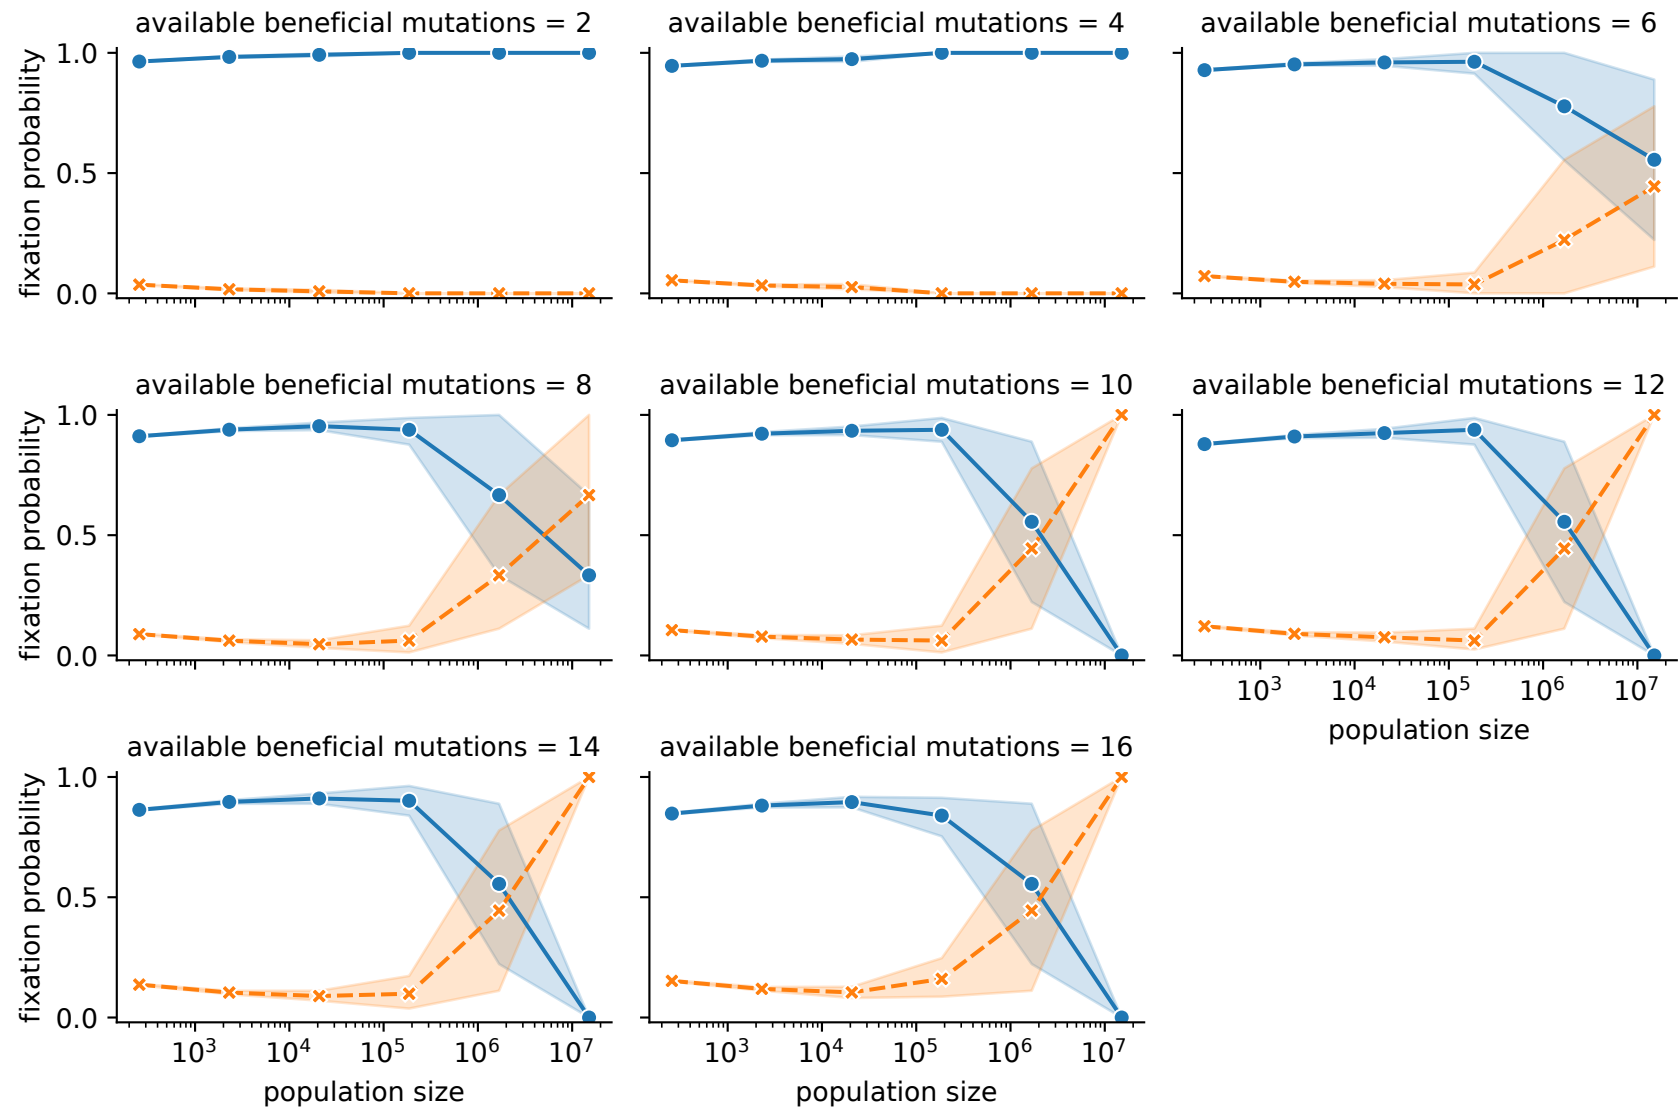 available beneficial mutations = 2
available beneficial mutations = 4
available beneficial mutations = 6
fixation probability
1.0
0.5
0.0
available beneficial mutations = 8
available beneficial mutations = 10
available beneficial mutations = 12
fixation probability
1.0
0.5
0.0
10³ 10⁴ 10⁵ 10⁶ 10⁷
population size
available beneficial mutations = 14
available beneficial mutations = 16
fixation probability
1.0
0.5
0.0
10³ 10⁴ 10⁵ 10⁶ 10⁷
10³ 10⁴ 10⁵ 10⁶ 10⁷
population size
population size